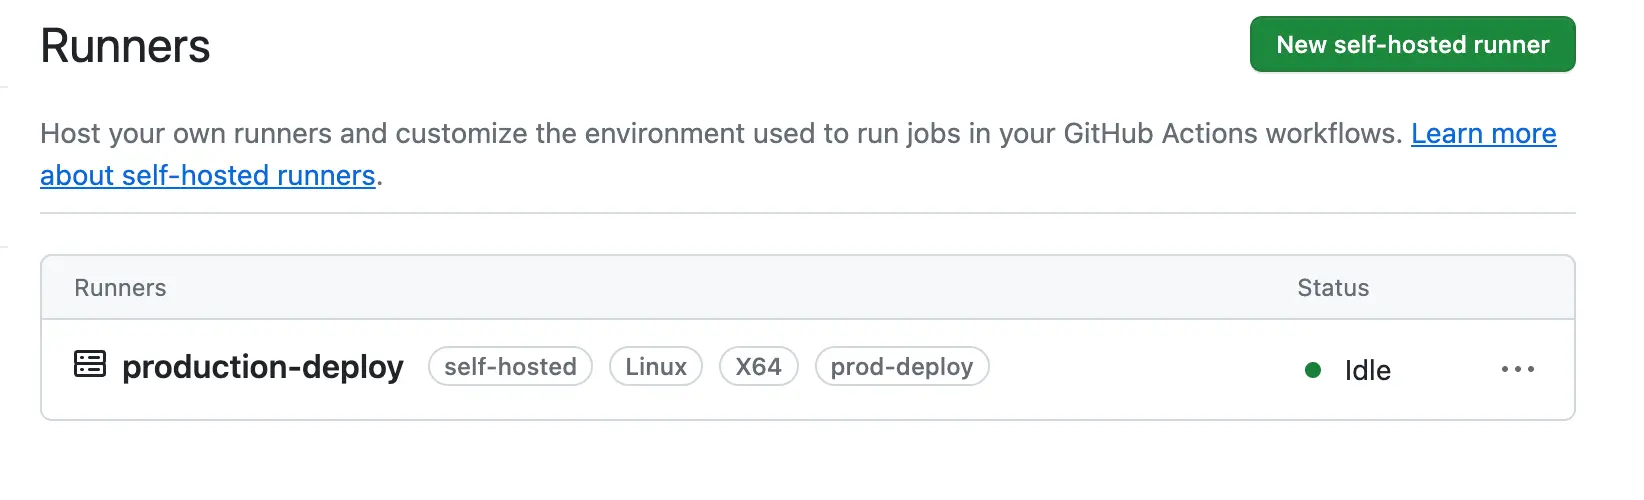 Runners
New self-hosted runner
Host your own runners and customize the environment used to run jobs in your GitHub Actions workflows. Learn more
about self-hosted runners.
Runners Status
production-deploy self-hosted Linux X64 prod-deploy Idle